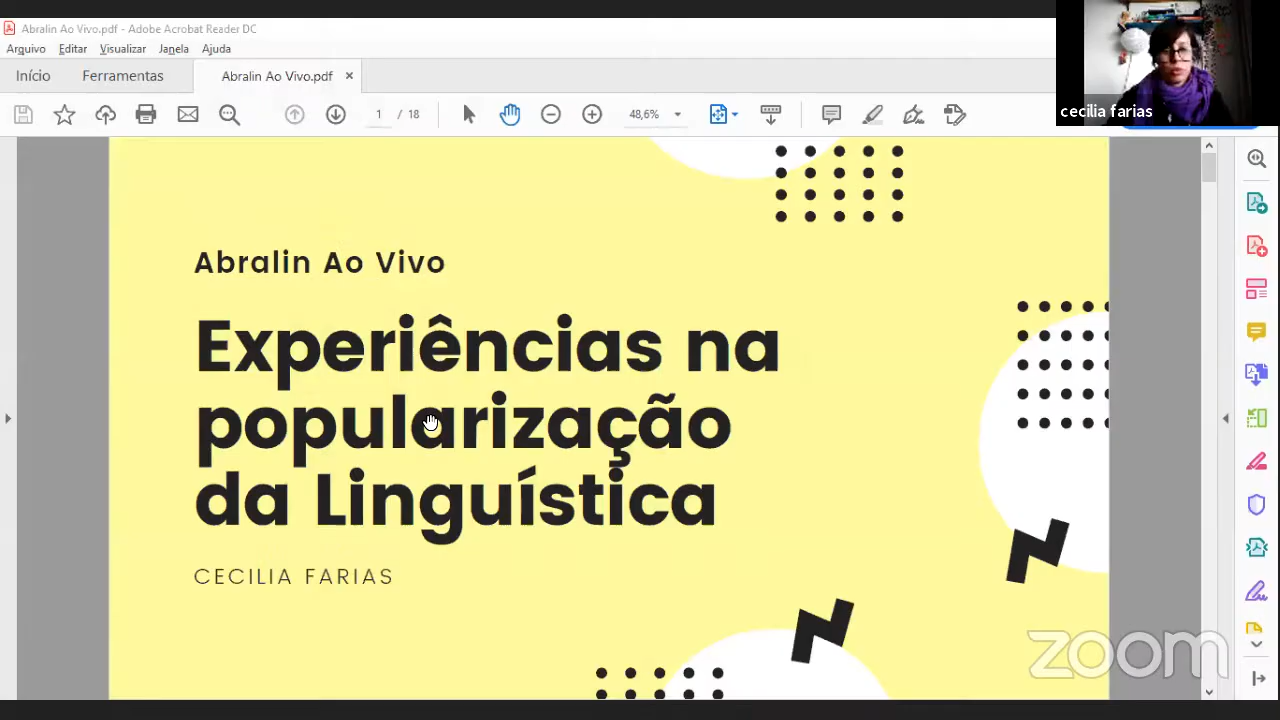 Abralin Ao Vivo.pdf - Adobe Acrobat Reader DC
Arquivo Editar Visualizar Janela Ajuda
Início Ferramentas Abralin Ao Vivo.pdf ×
1 / 18 48,6%
cecilia farias
Abralin Ao Vivo
Experiências na
popularização
da Linguística
CECILIA FARIAS
zoom